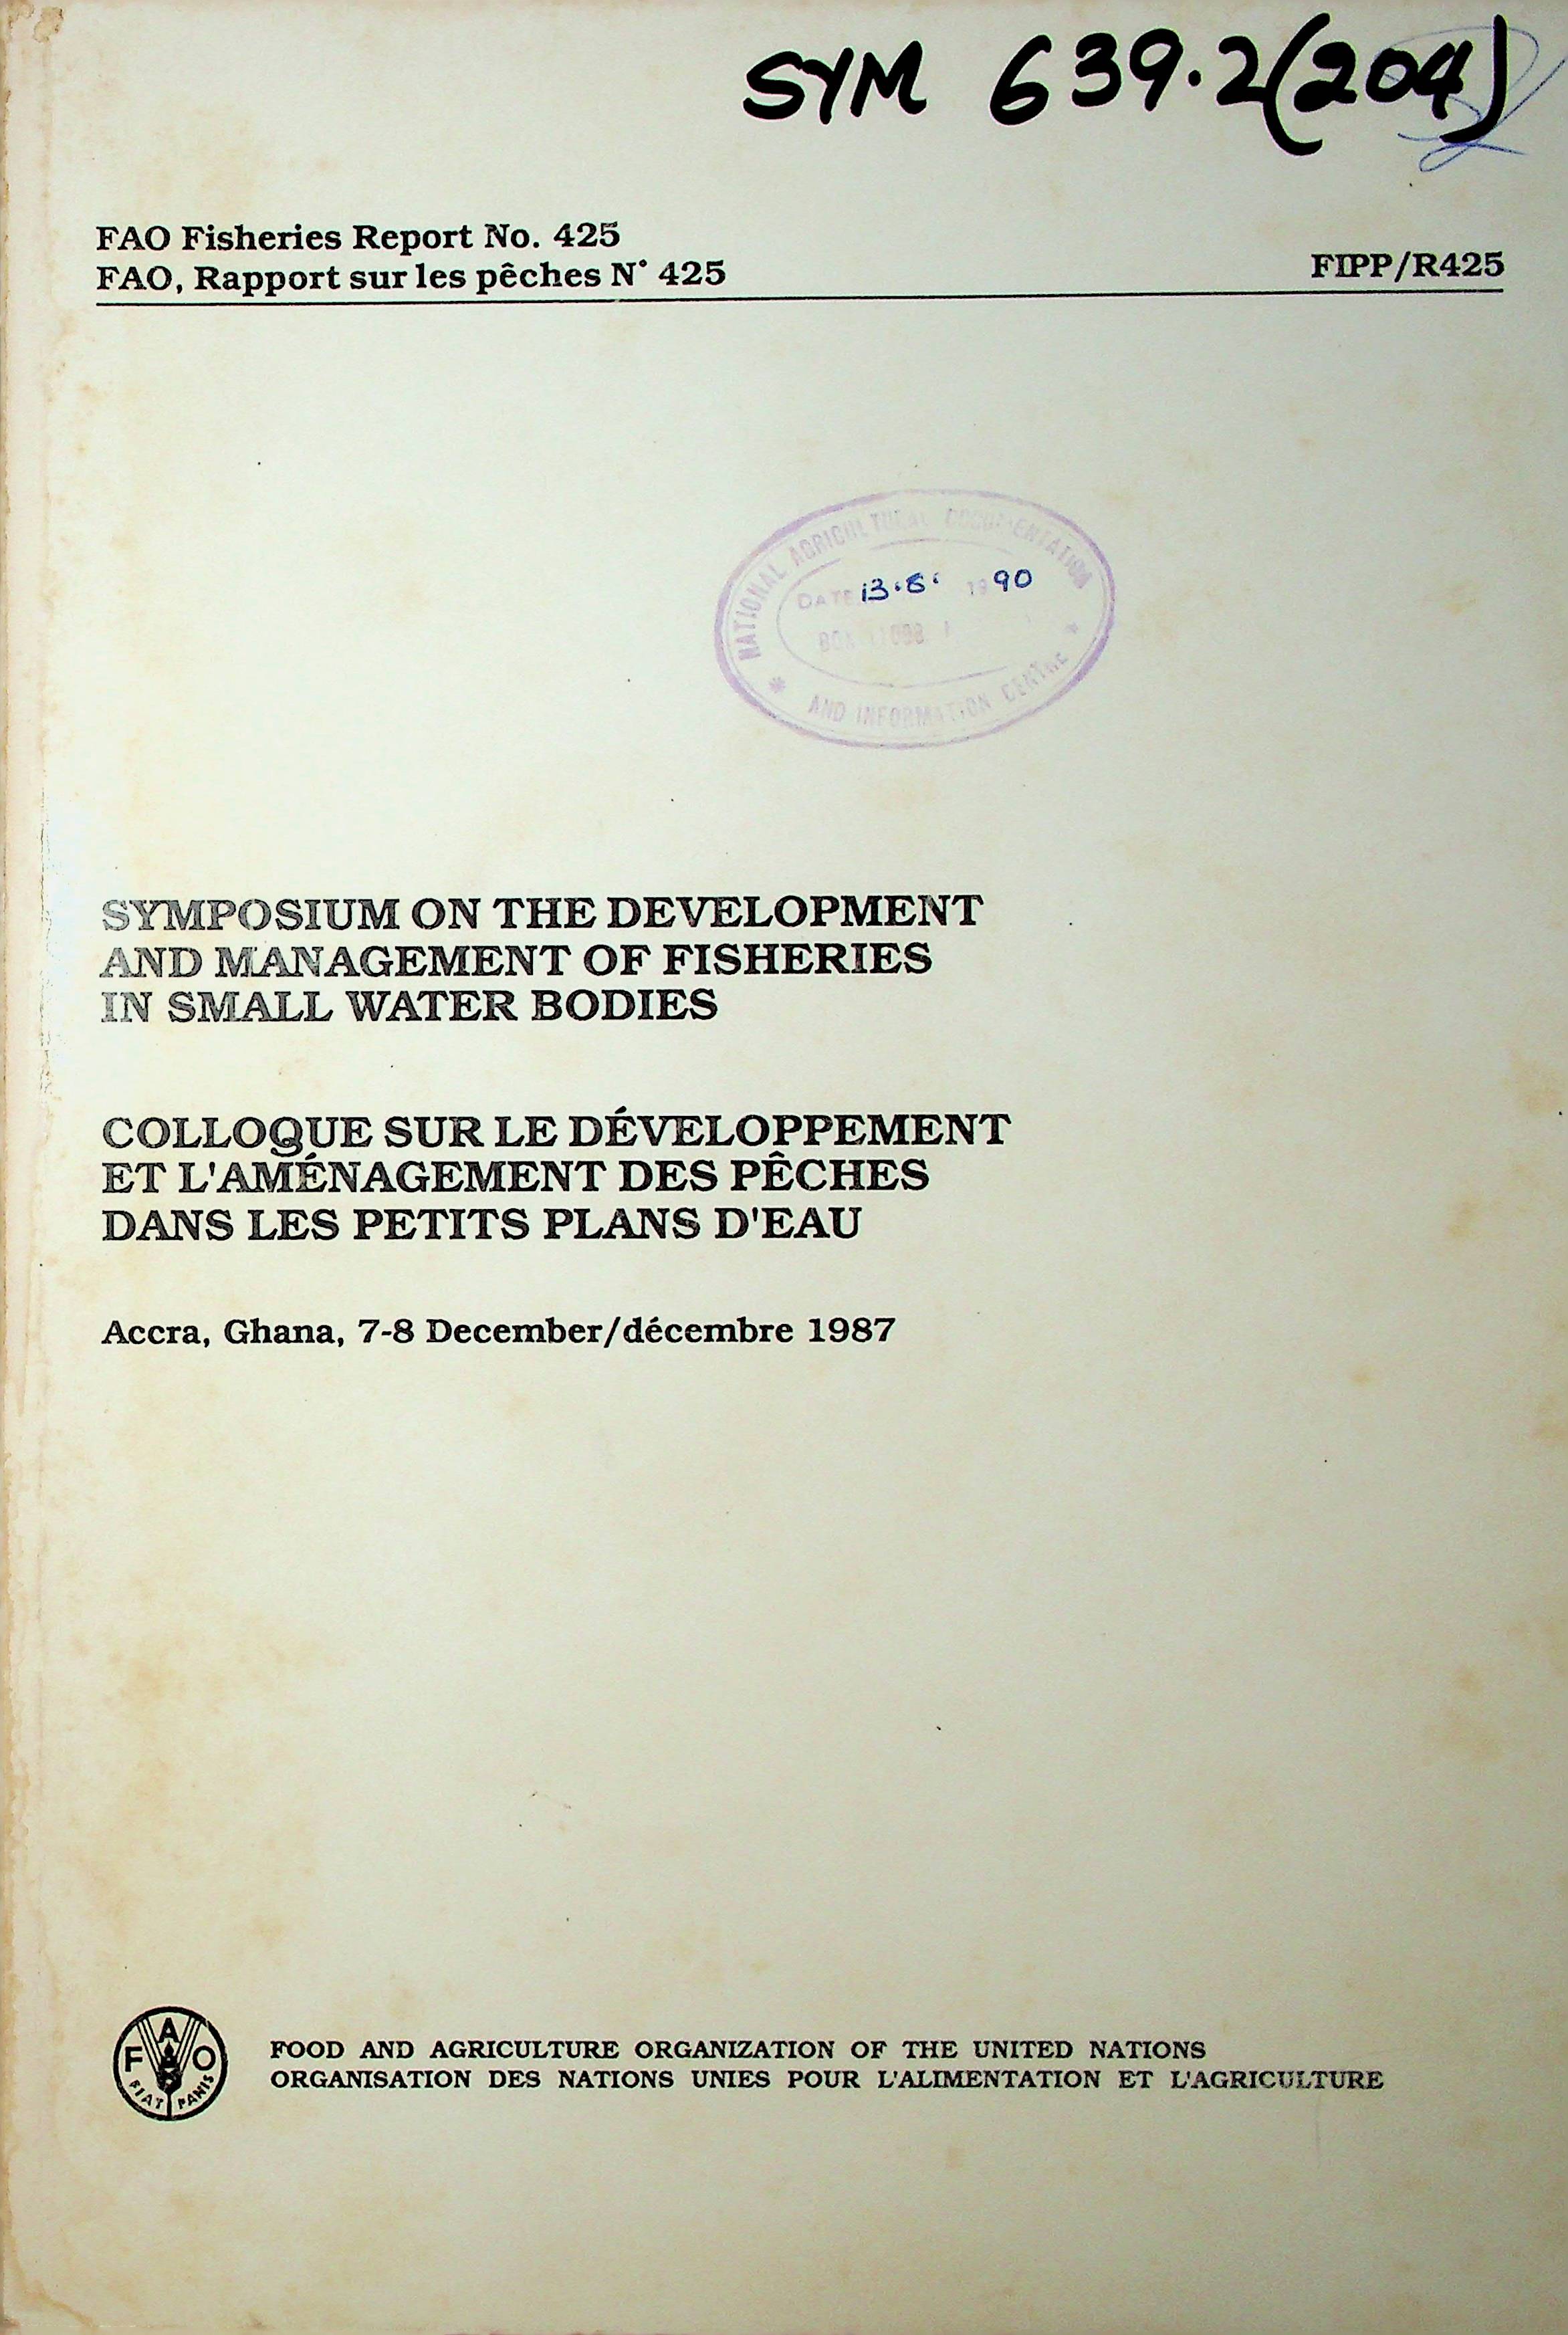 SYM 639.2(204)
FAO Fisheries Report No. 425
FAO, Rapport sur les pêches N° 425
FIPP/R425
NATIONAL AGRICULTURAL DOCUMENTATION
DATE 13.8. 1990
AND INFORMATION CENTRE
SYMPOSIUM ON THE DEVELOPMENT
AND MANAGEMENT OF FISHERIES
IN SMALL WATER BODIES
COLLOQUE SUR LE DÉVELOPPEMENT
ET L'AMÉNAGEMENT DES PÊCHES
DANS LES PETITS PLANS D'EAU
Accra, Ghana, 7-8 December/décembre 1987
F A O
FIAT PANIS
FOOD AND AGRICULTURE ORGANIZATION OF THE UNITED NATIONS
ORGANISATION DES NATIONS UNIES POUR L'ALIMENTATION ET L'AGRICULTURE